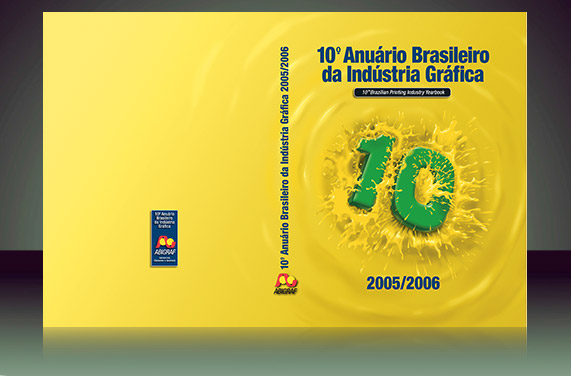 10º Anuário Brasileiro
da Indústria Gráfica
10th Brazilian Printing Industry Yearbook
10
2005/2006
10º Anuário Brasileiro da Indústria Gráfica 2005/2006
ABIGRAF
10º Anuário
Brasileiro
da Indústria
Gráfica
ABIGRAF